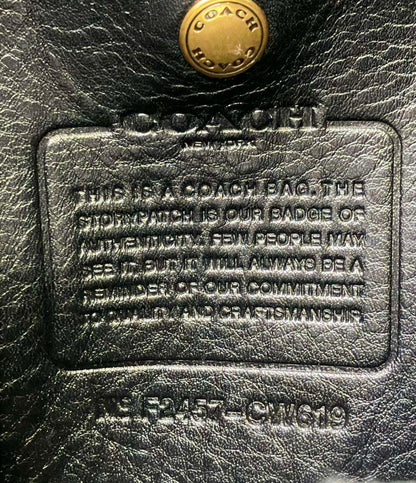 COACH
COACH
COACH
NEW YORK
THIS IS A COACH BAG. THE
STORYPATCH IS OUR BADGE OF
AUTHENTICITY. FEW PEOPLE MAY
SEE IT, BUT IT WILL ALWAYS BE A
REMINDER OF OUR COMMITMENT
TO QUALITY AND CRAFTSMANSHIP.
F2457-CW619